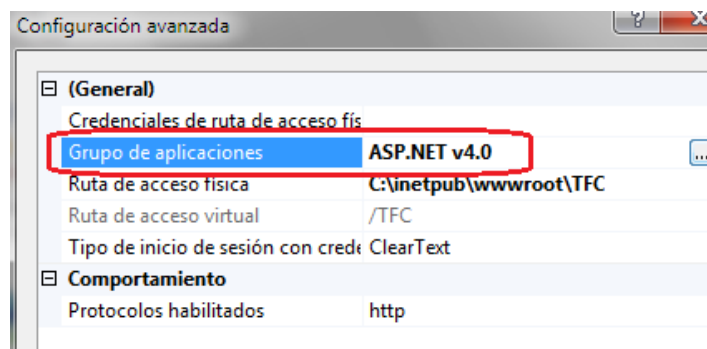 Configuración avanzada
(General)
Credenciales de ruta de acceso fís
Grupo de aplicaciones ASP.NET v4.0 ...
Ruta de acceso física C:\inetpub\wwwroot\TFC
Ruta de acceso virtual /TFC
Tipo de inicio de sesión con crede ClearText
Comportamiento
Protocolos habilitados http